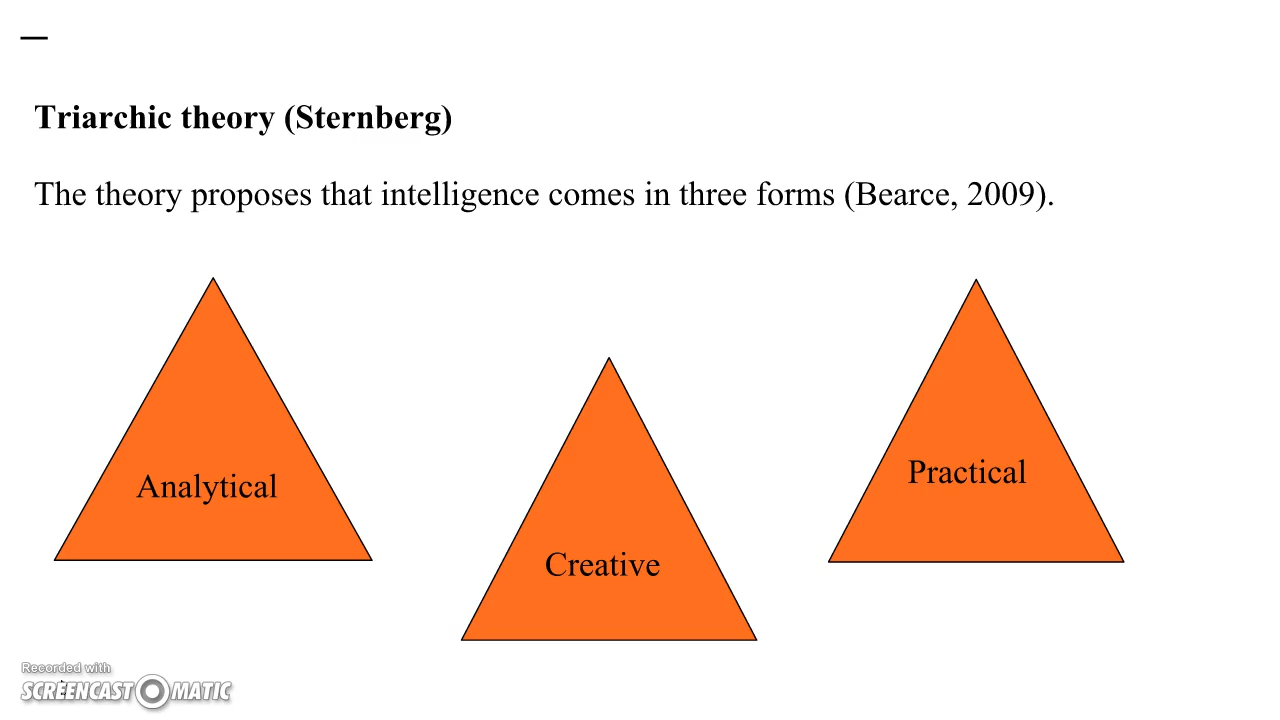 Triarchic theory (Sternberg)
The theory proposes that intelligence comes in three forms (Bearce, 2009).
Analytical
Creative
Practical
Recorded with
SCREENCAST-O-MATIC